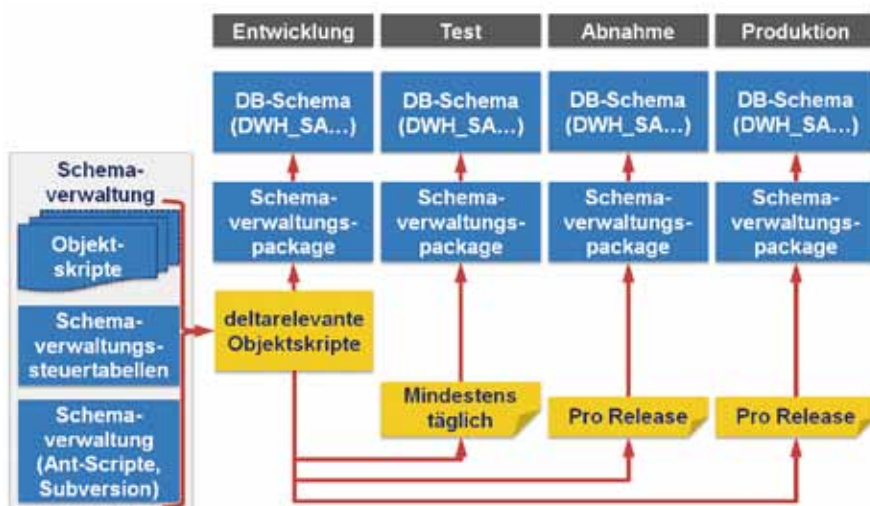 Entwicklung
Test
Abnahme
Produktion
DB-Schema
(DWH_SA...)
DB-Schema
(DWH_SA...)
DB-Schema
(DWH_SA...)
DB-Schema
(DWH_SA...)
Schema-
verwaltungs-
package
Schema-
verwaltungs-
package
Schema-
verwaltungs-
package
Schema-
verwaltungs-
package
Schema-
verwaltung
Objekt-
skripte
Schema-
verwaltungs-
steuertabellen
Schema-
verwaltung
(Ant-Scripte,
Subversion)
deltarelevante
Objektskripte
Mindestens
täglich
Pro Release
Pro Release